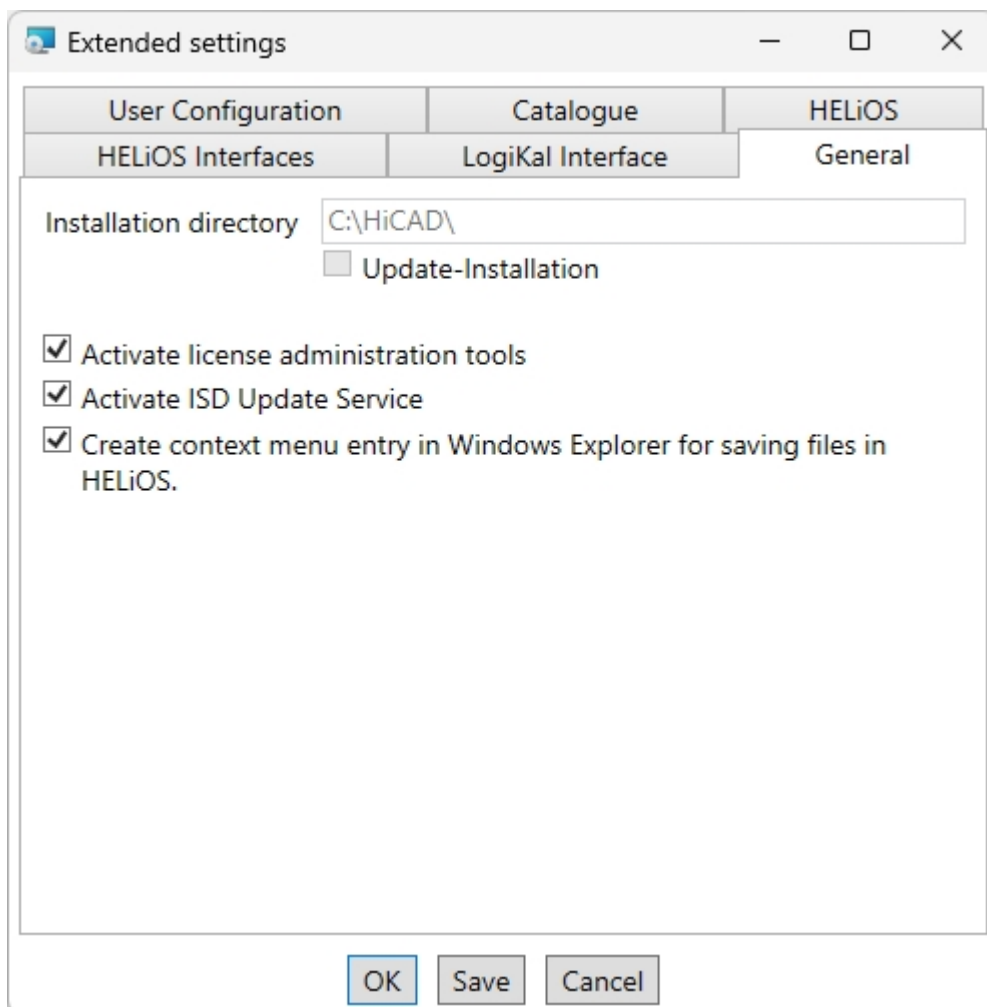 Extended settings
User Configuration
Catalogue
HELiOS
HELiOS Interfaces
LogiKal Interface
General
Installation directory
C:\HiCAD\
Update-Installation
Activate license administration tools
Activate ISD Update Service
Create context menu entry in Windows Explorer for saving files in
HELiOS.
OK
Save
Cancel